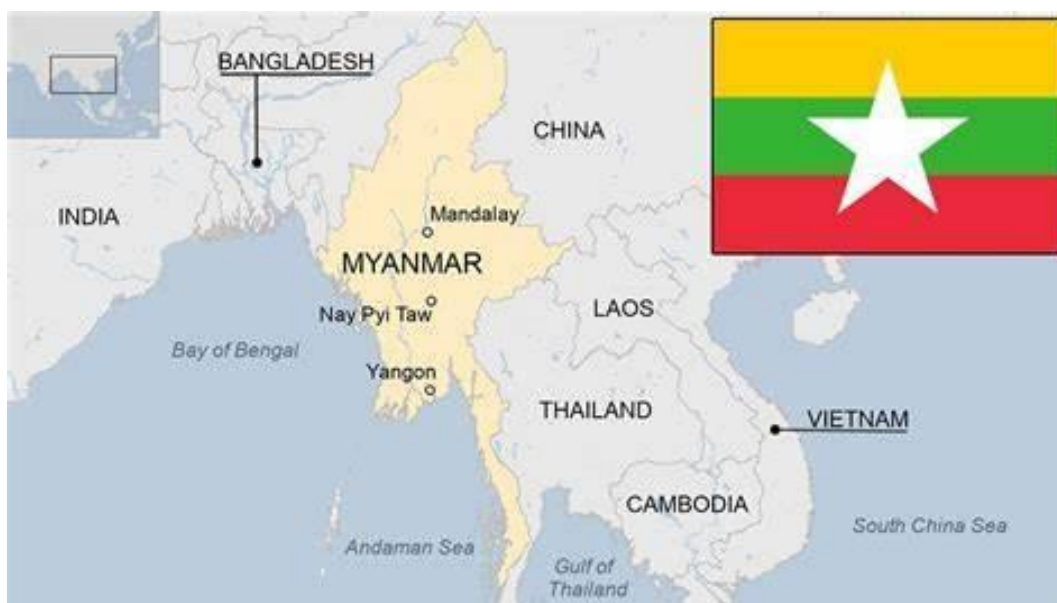 BANGLADESH
CHINA
INDIA
Mandalay
MYANMAR
Nay Pyi Taw
LAOS
Bay of Bengal
Yangon
THAILAND
VIETNAM
CAMBODIA
South China Sea
Andaman Sea
Gulf of
Thailand